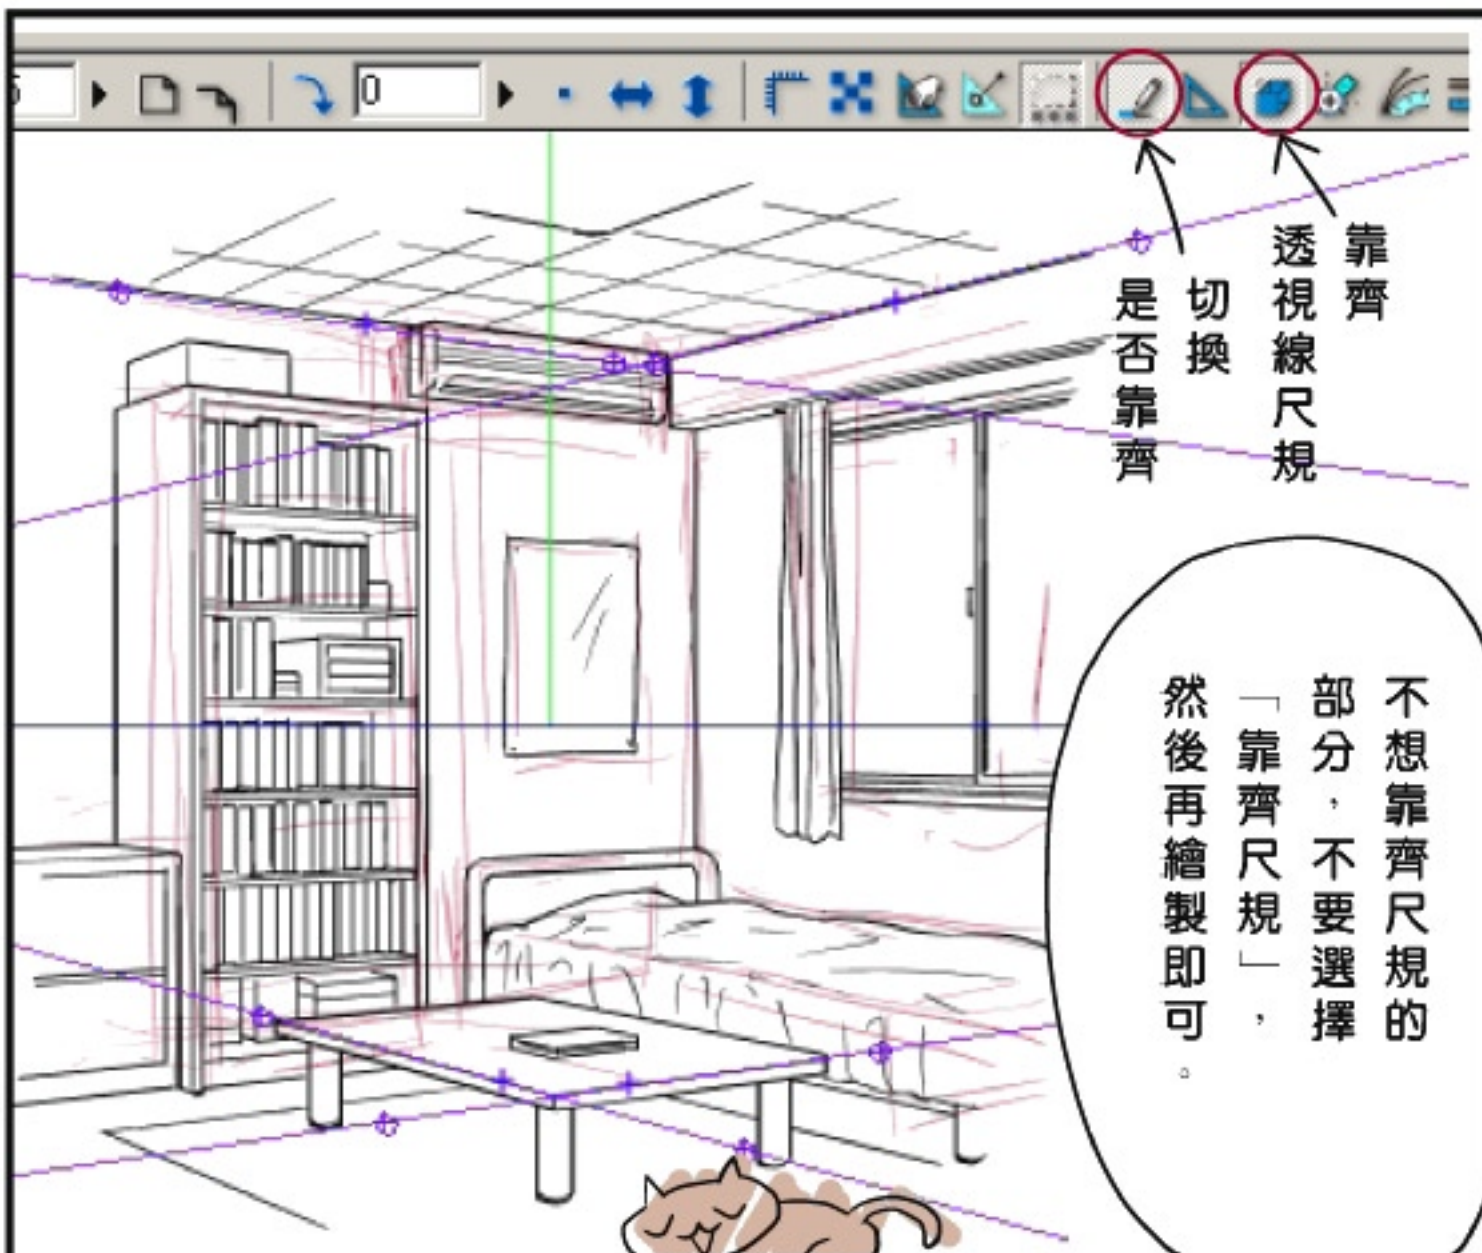 5
0
靠齊
透視線尺規
切換
是否靠齊
不想靠齊尺規的
部分，不要選擇
「靠齊尺規」，
然後再繪製即可。